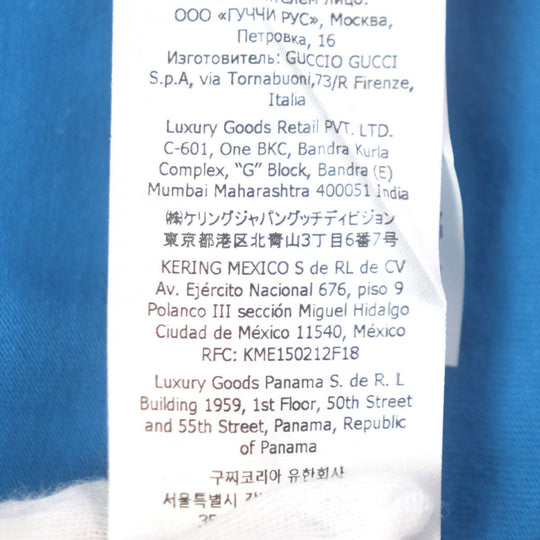 лицо:
ООО «ГУЧЧИ РУС», Москва,
Петровка, 16
Изготовитель: GUCCIO GUCCI
S.p.A, via Tornabuoni,73/R Firenze,
Italia
Luxury Goods Retail PVT. LTD.
C-601, One BKC, Bandra Kurla
Complex, "G" Block, Bandra (E)
Mumbai Maharashtra 400051 India
㈱ケリングジャパングッチディビジョン
東京都港区北青山3丁目6番7号
KERING MEXICO S de RL de CV
Av. Ejército Nacional 676, piso 9
Polanco III sección Miguel Hidalgo
Ciudad de México 11540, México
RFC: KME150212F18
Luxury Goods Panama S. de R. L
Building 1959, 1st Floor, 50th Street
and 55th Street, Panama, Republic
of Panama
구찌코리아 유한회사
서울특별시